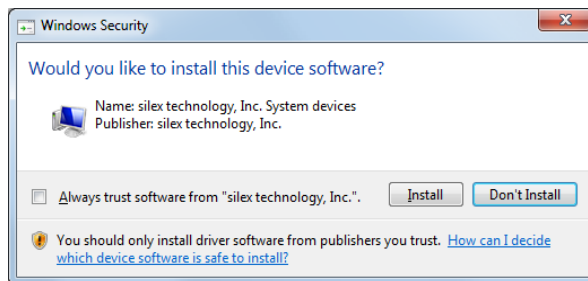 Windows Security
Would you like to install this device software?
Name: silex technology, Inc. System devices
Publisher: silex technology, Inc.
Always trust software from "silex technology, Inc.".
Install
Don't Install
You should only install driver software from publishers you trust. How can I decide
which device software is safe to install?